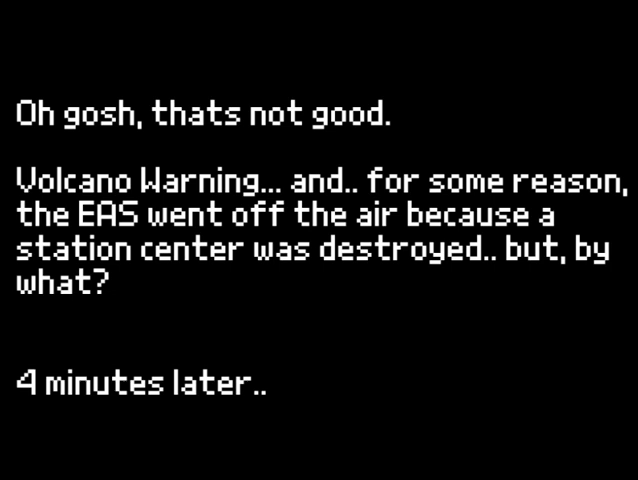 Oh gosh, thats not good.
Volcano Warning... and.. for some reason,
the EAS went off the air because a
station center was destroyed.. but, by
what?
4 minutes later..